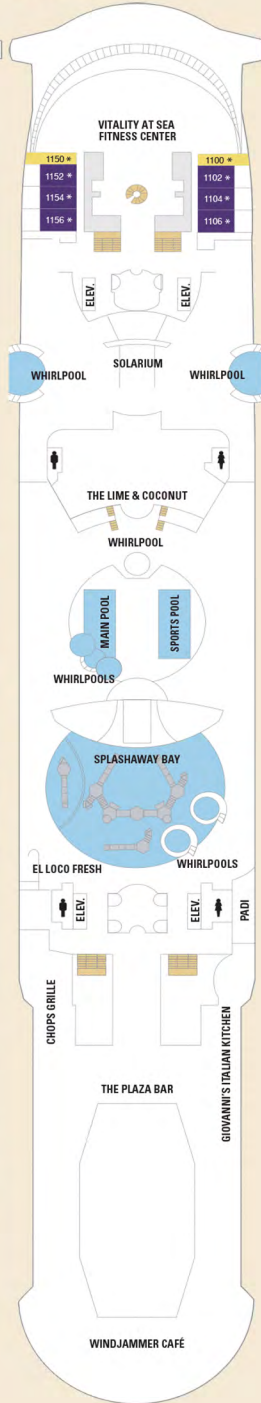 VITALITY AT SEA
FITNESS CENTER
1150 *
1100 *
1152 *
1102 *
1154 *
1104 *
1156 *
1106 *
ELEV.
ELEV.
SOLARIUM
WHIRLPOOL
WHIRLPOOL
THE LIME & COCONUT
WHIRLPOOL
MAIN POOL
SPORTS POOL
WHIRLPOOLS
SPLASHAWAY BAY
EL LOCO FRESH
WHIRLPOOLS
ELEV.
ELEV.
PADI
CHOPS GRILLE
GIOVANNI'S ITALIAN KITCHEN
THE PLAZA BAR
WINDJAMMER CAFÉ